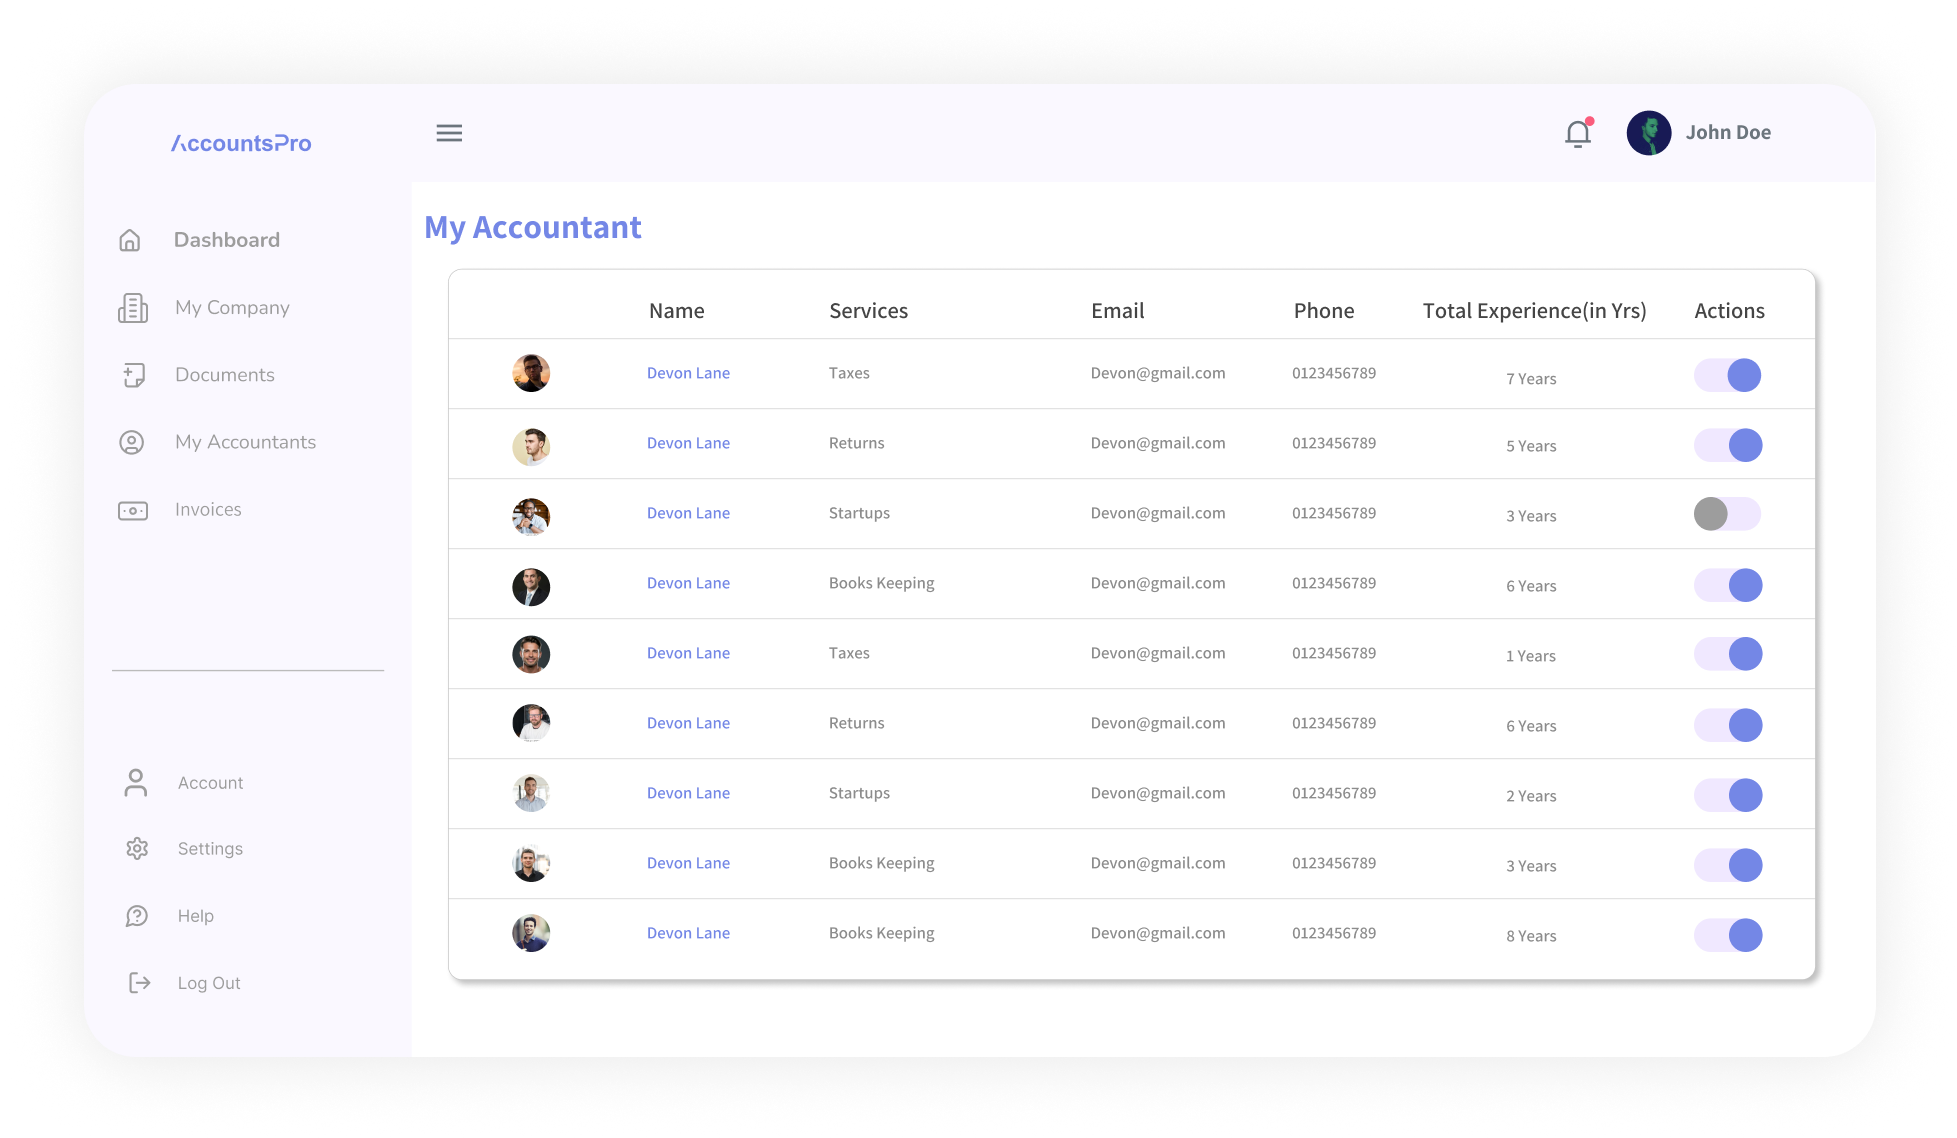 AccountsPro
John Doe
Dashboard
My Company
Documents
My Accountants
Invoices
Account
Settings
Help
Log Out
My Accountant
Name Services Email Phone Total Experience(in Yrs) Actions
Devon Lane Taxes Devon@gmail.com 0123456789 7 Years
Devon Lane Returns Devon@gmail.com 0123456789 5 Years
Devon Lane Startups Devon@gmail.com 0123456789 3 Years
Devon Lane Books Keeping Devon@gmail.com 0123456789 6 Years
Devon Lane Taxes Devon@gmail.com 0123456789 1 Years
Devon Lane Returns Devon@gmail.com 0123456789 6 Years
Devon Lane Startups Devon@gmail.com 0123456789 2 Years
Devon Lane Books Keeping Devon@gmail.com 0123456789 3 Years
Devon Lane Books Keeping Devon@gmail.com 0123456789 8 Years